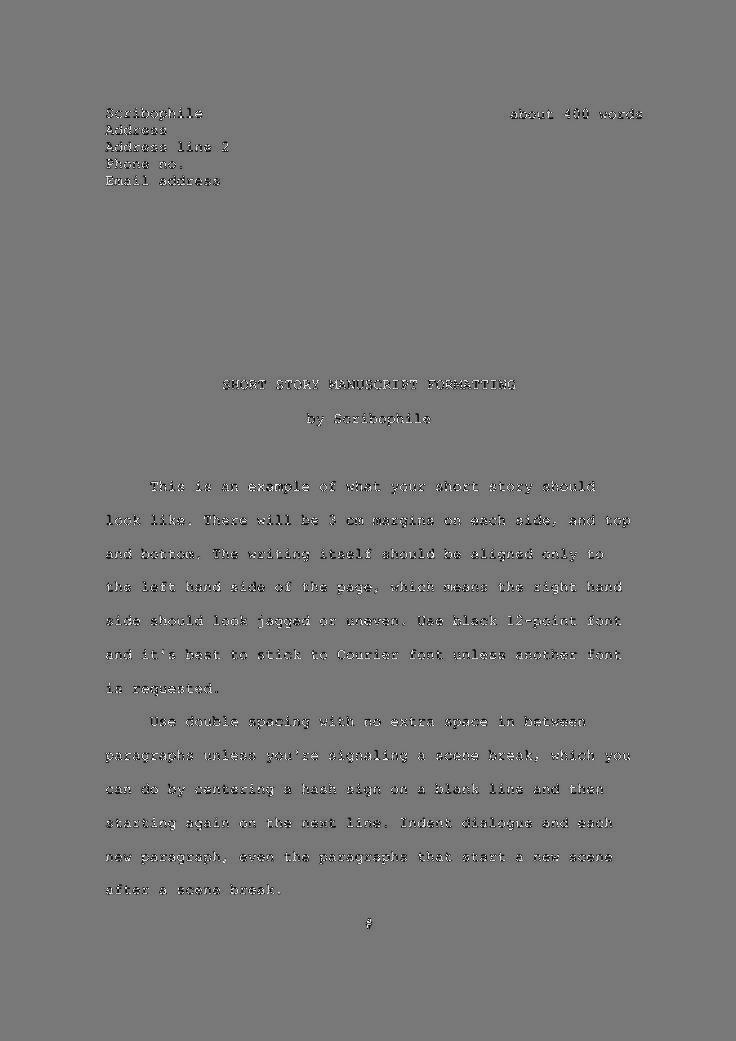 Scribophile
about 400 words
Address
Address line 2
Phone no.
Email address
SHORT STORY MANUSCRIPT FORMATTING
by Scribophile
This is an example of what your short story should
look like. There will be 3 cm margins on each side, and top
and bottom. The writing itself should be aligned only to
the left hand side of the page, which means the right hand
side should look jagged or uneven. Use black 12-point font
and it's best to stick to Courier font unless another font
is requested.
Use double spacing with no extra space in between
paragraphs unless you're signaling a scene break, which you
can do by centering a hash sign on a blank line and then
starting again on the next line. Indent dialogue and each
new paragraph, even the paragraphs that start a new scene
after a scene break.
#